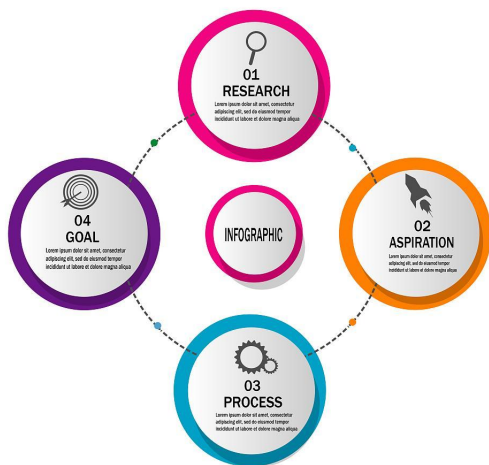 01
RESEARCH
Lorem ipsum dolor sit amet, consectetur
adipiscing elit, sed do eiusmod tempor
incididunt ut labore et dolore magna aliqua
02
ASPIRATION
Lorem ipsum dolor sit amet, consectetur
adipiscing elit, sed do eiusmod tempor
incididunt ut labore et dolore magna aliqua
03
PROCESS
Lorem ipsum dolor sit amet, consectetur
adipiscing elit, sed do eiusmod tempor
incididunt ut labore et dolore magna aliqua
04
GOAL
Lorem ipsum dolor sit amet, consectetur
adipiscing elit, sed do eiusmod tempor
incididunt ut labore et dolore magna aliqua
INFOGRAPHIC